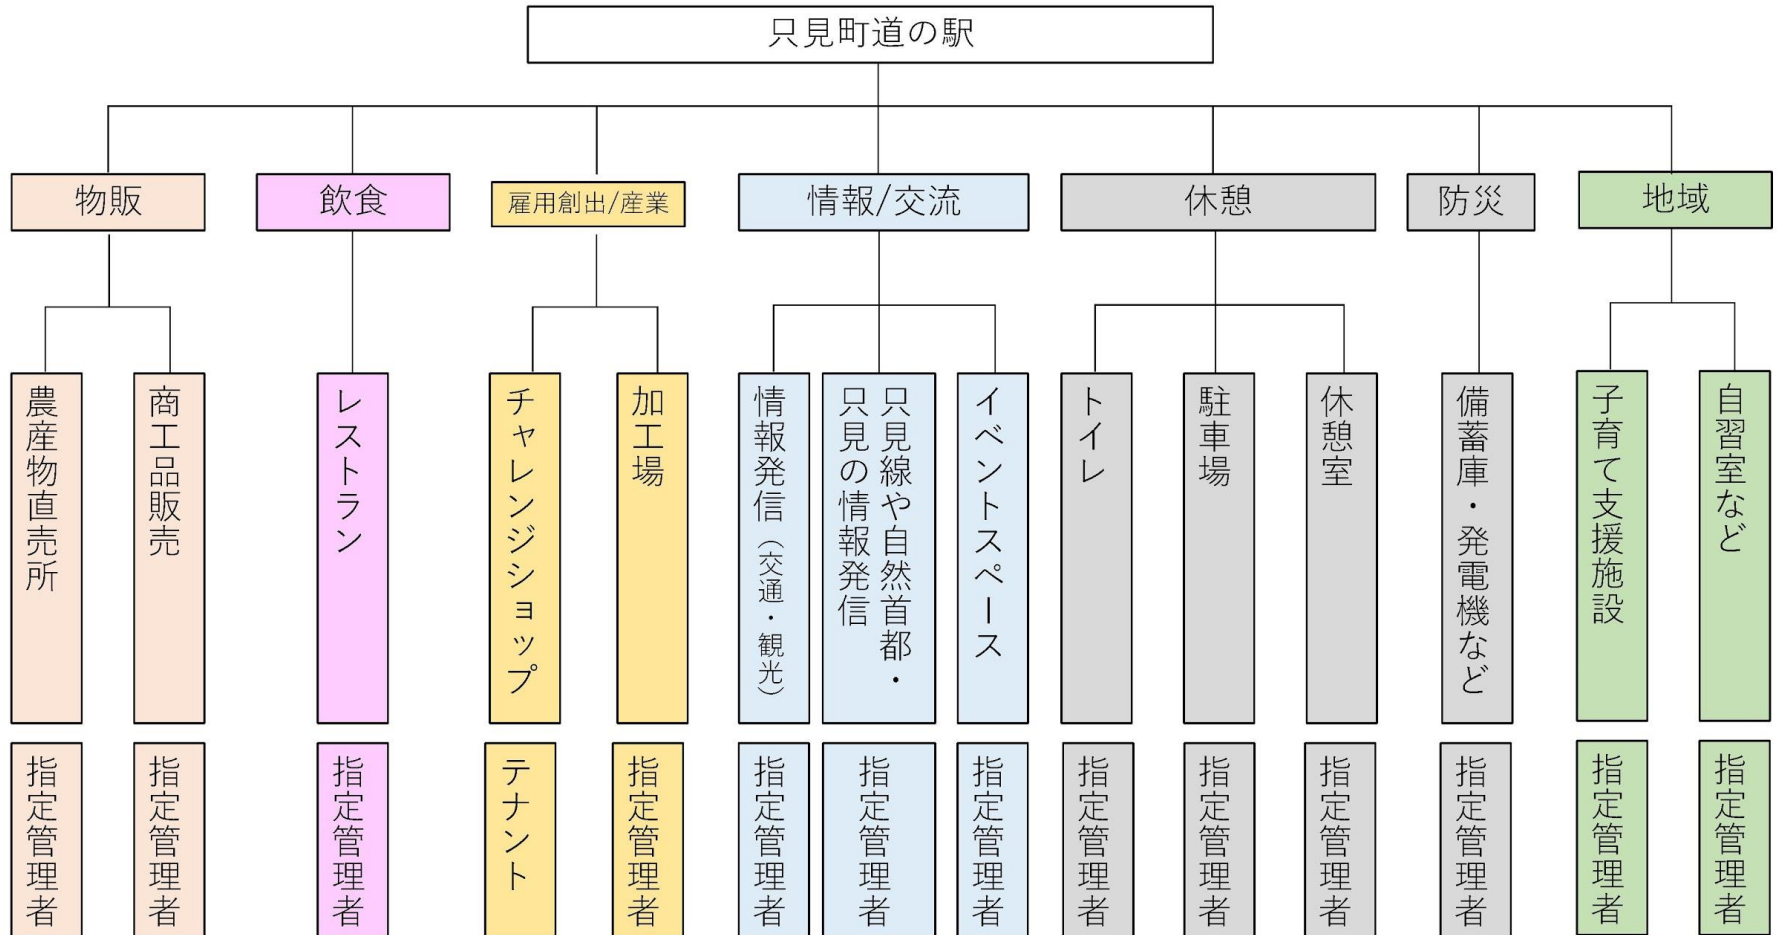 只見町道の駅
物販
飲食
雇用創出/産業
情報/交流
休憩
防災
地域
農産物直売所
商工品販売
レストラン
チャレンジショップ
加工場
情報発信（交通・観光）
只見線や自然首都・
只見の情報発信
イベントスペース
トイレ
駐車場
休憩室
備蓄庫・発電機など
子育て支援施設
自習室など
指定管理者
指定管理者
指定管理者
テナント
指定管理者
指定管理者
指定管理者
指定管理者
指定管理者
指定管理者
指定管理者
指定管理者
指定管理者
指定管理者